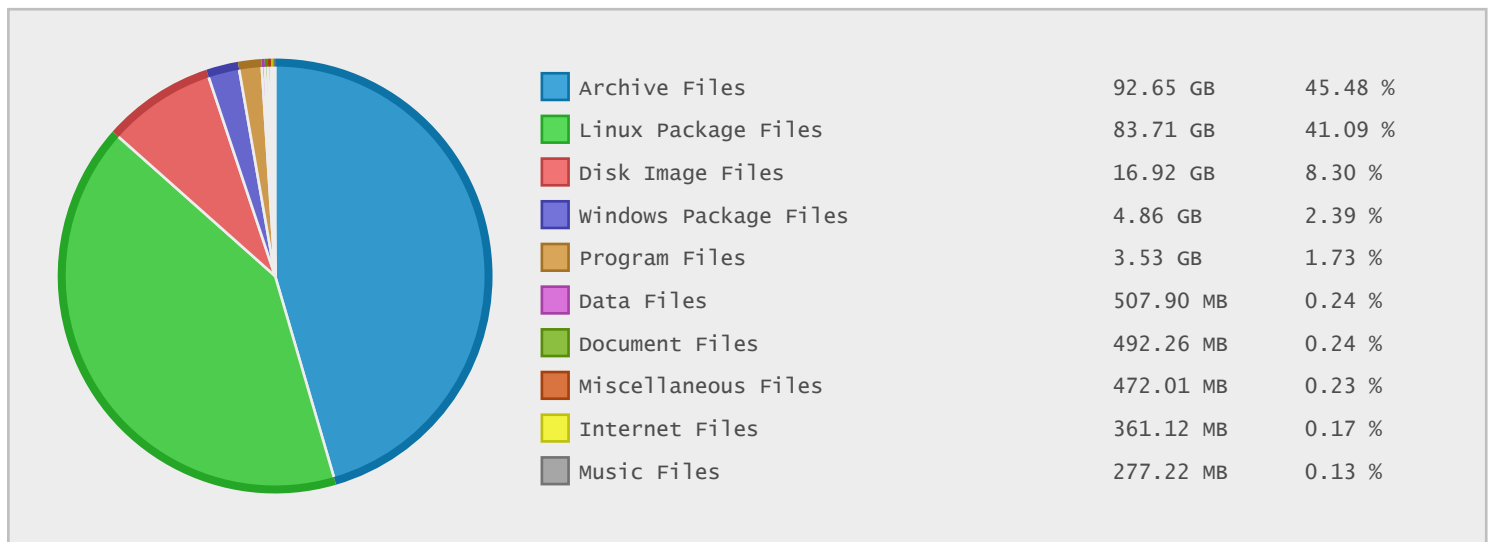 Archive Files 92.65 GB 45.48 %
Linux Package Files 83.71 GB 41.09 %
Disk Image Files 16.92 GB 8.30 %
Windows Package Files 4.86 GB 2.39 %
Program Files 3.53 GB 1.73 %
Data Files 507.90 MB 0.24 %
Document Files 492.26 MB 0.24 %
Miscellaneous Files 472.01 MB 0.23 %
Internet Files 361.12 MB 0.17 %
Music Files 277.22 MB 0.13 %